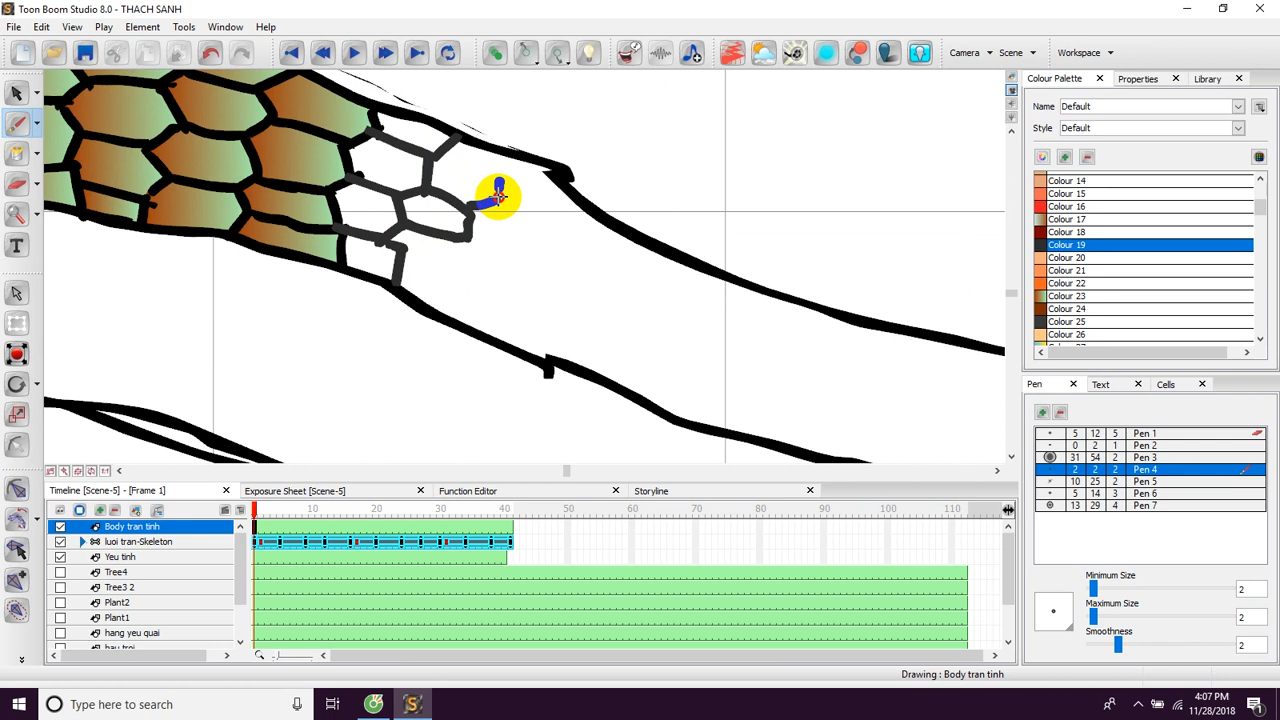 Toon Boom Studio 8.0 - THACH SANH
File Edit View Play Element Tools Window Help
Camera Scene Workspace
Colour Palette Properties Library
Name Default
Style Default
Colour 14
Colour 15
Colour 16
Colour 17
Colour 18
Colour 19
Colour 20
Colour 21
Colour 22
Colour 23
Colour 24
Colour 25
Colour 26
Pen Text Cells
5 12 5 Pen 1
0 2 1 Pen 2
31 54 2 Pen 3
2 2 2 Pen 4
10 25 2 Pen 5
5 14 3 Pen 6
13 29 4 Pen 7
Minimum Size
2
Maximum Size
2
Smoothness
2
Timeline [Scene-5] - [Frame 1] Exposure Sheet [Scene-5] Function Editor Storyline
10 20 30 40 50 60 70 80 90 100 110
Body tran tinh
luoi tran-Skeleton
Yeu tinh
Tree4
Tree3 2
Plant2
Plant1
hang yeu quai
hau troi
Drawing : Body tran tinh
Type here to search
4:07 PM
11/28/2018